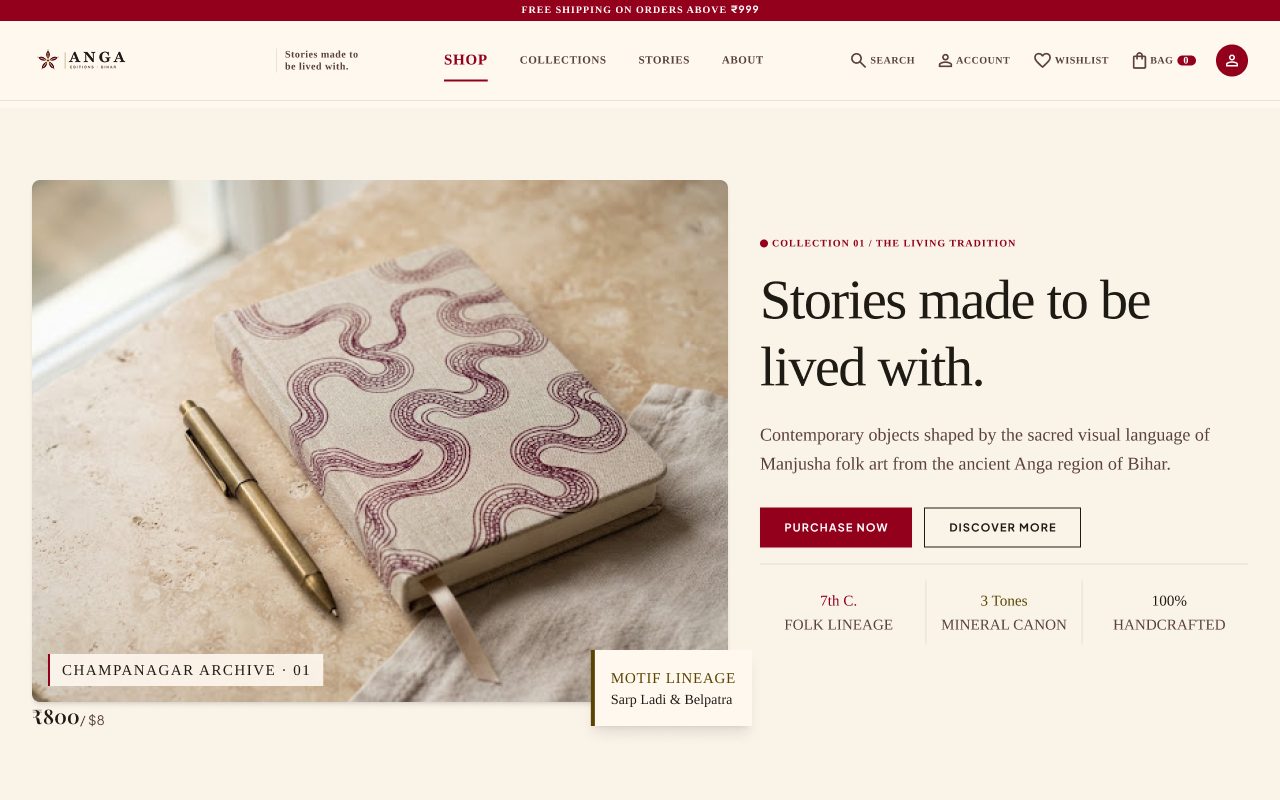 FREE SHIPPING ON ORDERS ABOVE ₹999
ANGA
EDITIONS BIHAR
Stories made to
be lived with.
SHOP
COLLECTIONS
STORIES
ABOUT
SEARCH
ACCOUNT
WISHLIST
BAG 0
COLLECTION 01 / THE LIVING TRADITION
Stories made to be
lived with.
Contemporary objects shaped by the sacred visual language of
Manjusha folk art from the ancient Anga region of Bihar.
PURCHASE NOW
DISCOVER MORE
7th C.
FOLK LINEAGE
3 Tones
MINERAL CANON
100%
HANDCRAFTED
CHAMPANAGAR ARCHIVE · 01
MOTIF LINEAGE
Sarp Ladi & Belpatra
₹800/ $8